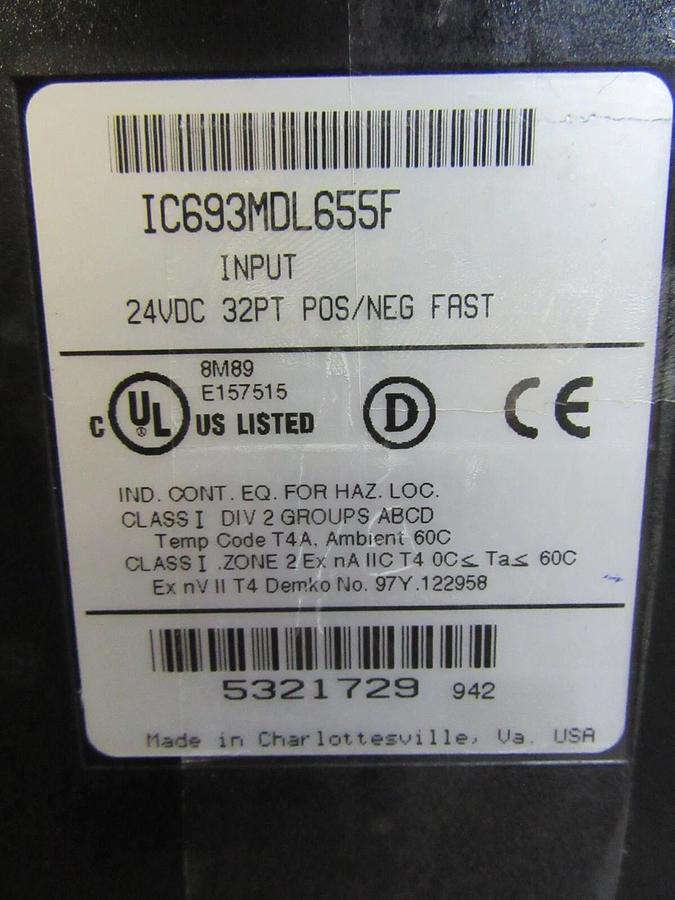 IC693MDL655F
INPUT
24VDC 32PT POS/NEG FAST
8M89
E157515
C UL ® US LISTED
D
CE
IND. CONT. EQ. FOR HAZ. LOC.
CLASS I DIV 2 GROUPS ABCD
Temp Code T4A, Ambient 60C
CLASS I .ZONE 2 Ex nA IIC T4 0C≤ Ta≤ 60C
Ex nV II T4 Demko No. 97Y.122958
5321729 942
Made in Charlottesville, Va. USA